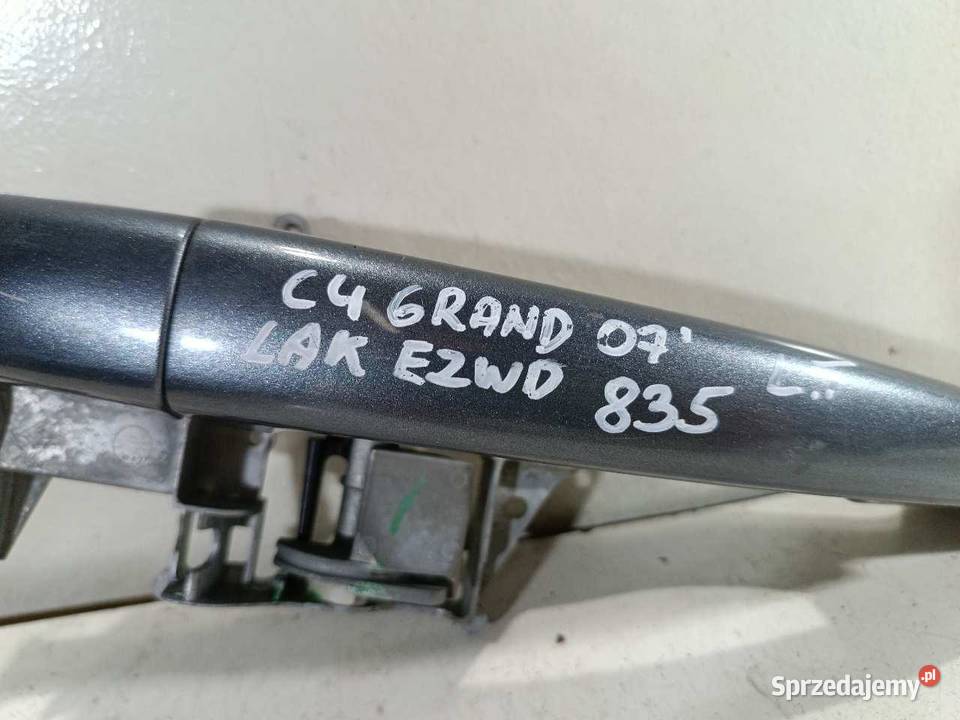 C4 GRAND 07' L..
LAK EZWD 835
Sprzedajemy.pl